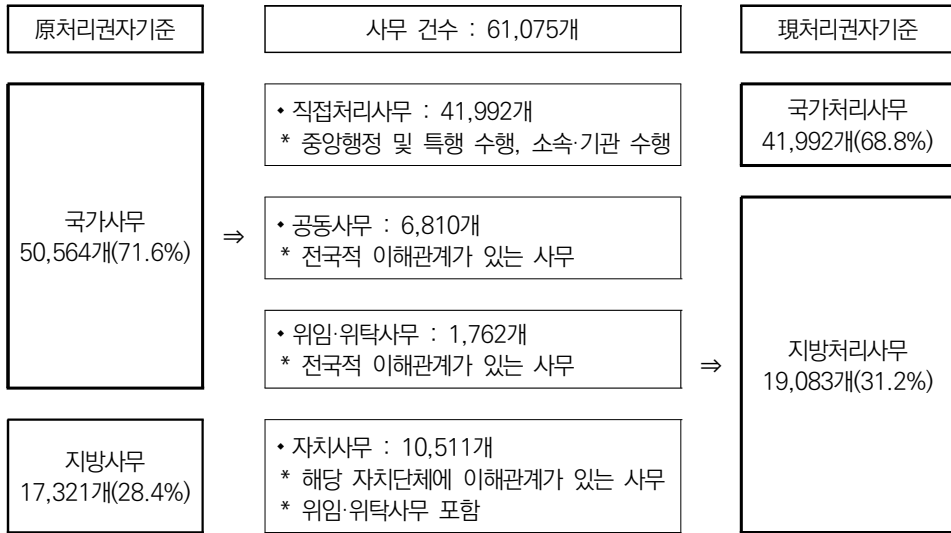 原처리권자기준
사무 건수 : 61,075개
現처리권자기준
국가사무
50,564개(71.6%)
⇒
• 직접처리사무 : 41,992개
* 중앙행정 및 특행 수행, 소속·기관 수행
국가처리사무
41,992개(68.8%)
• 공동사무 : 6,810개
* 전국적 이해관계가 있는 사무
• 위임·위탁사무 : 1,762개
* 전국적 이해관계가 있는 사무
⇒
지방처리사무
19,083개(31.2%)
지방사무
17,321개(28.4%)
• 자치사무 : 10,511개
* 해당 자치단체에 이해관계가 있는 사무
* 위임·위탁사무 포함